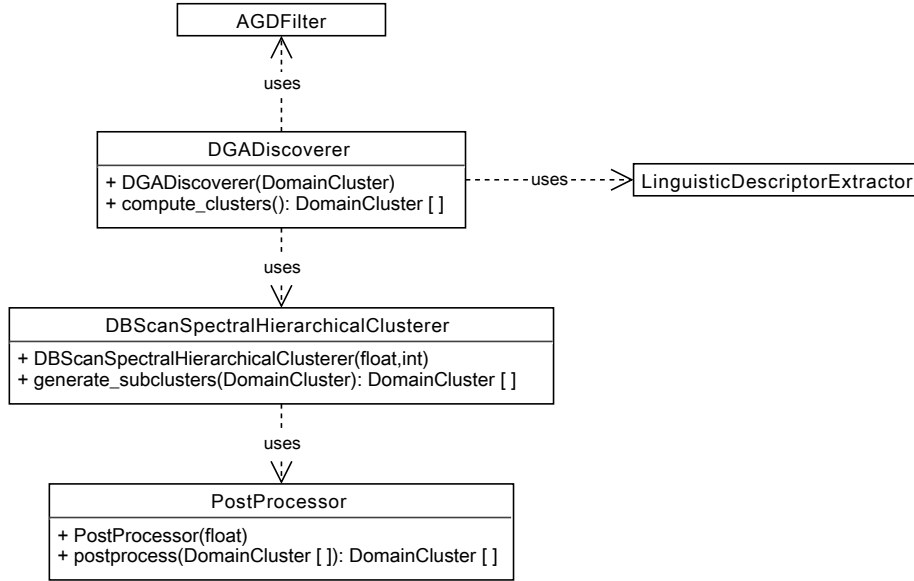 AGDFilter
uses
DGADiscoverer
+ DGADiscoverer(DomainCluster)
+ compute_clusters(): DomainCluster [ ]
uses
LinguisticDescriptorExtractor
uses
DBScanSpectralHierarchicalClusterer
+ DBScanSpectralHierarchicalClusterer(float,int)
+ generate_subclusters(DomainCluster): DomainCluster [ ]
uses
PostProcessor
+ PostProcessor(float)
+ postprocess(DomainCluster [ ]): DomainCluster [ ]